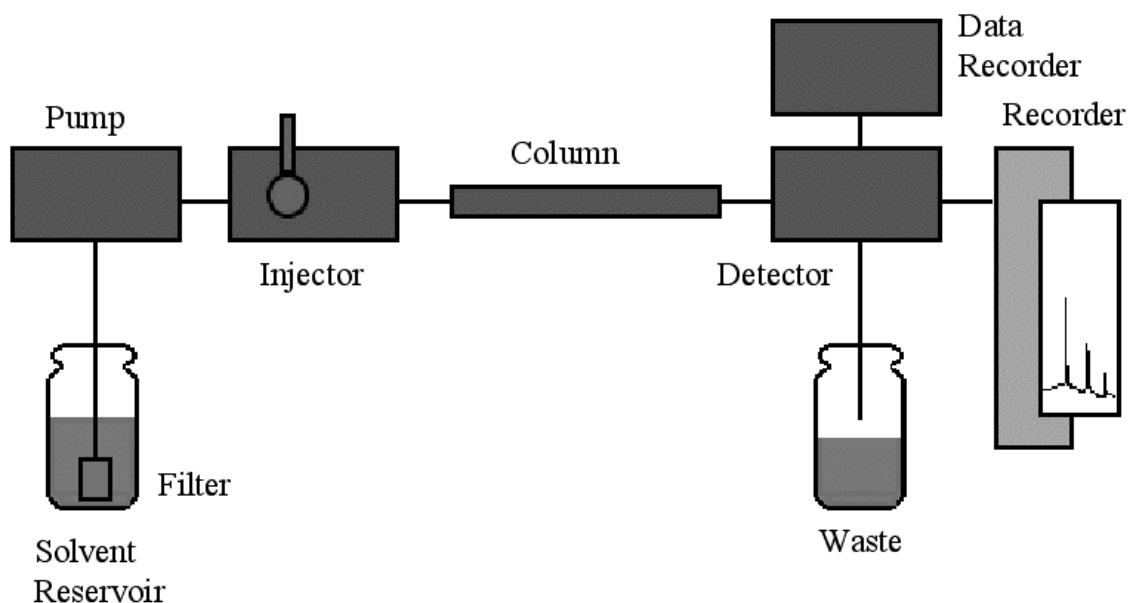 Data
Recorder
Pump
Recorder
Column
Injector
Detector
Filter
Waste
Solvent
Reservoir